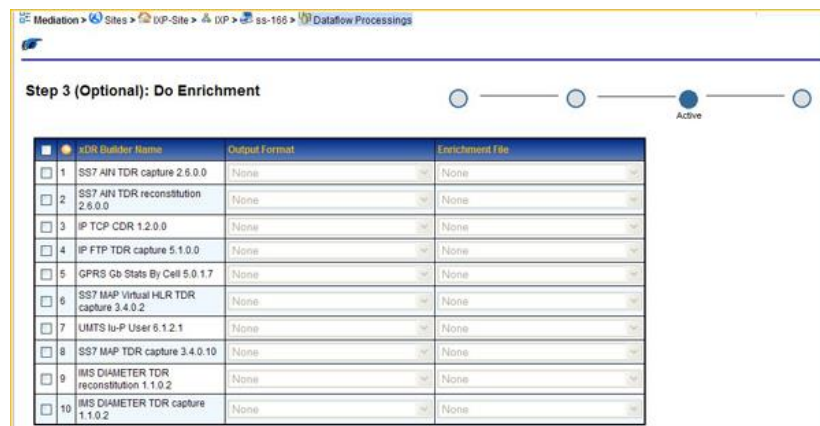 Mediation > Sites > IXP-Site > IXP > ss-166 > Dataflow Processings
Step 3 (Optional): Do Enrichment
Active
xDR Builder Name Output Format Enrichment File
1 SS7 AIN TDR capture 2.6.0.0 None None
2 SS7 AIN TDR reconstitution
2.6.0.0 None None
3 IP TCP CDR 1.2.0.0 None None
4 IP FTP TDR capture 5.1.0.0 None None
5 GPRS Gb Stats By Cell 5.0.1.7 None None
6 SS7 MAP Virtual HLR TDR
capture 3.4.0.2 None None
7 UMTS Iu-P User 6.1.2.1 None None
8 SS7 MAP TDR capture 3.4.0.10 None None
9 IMS DIAMETER TDR
reconstitution 1.1.0.2 None None
10 IMS DIAMETER TDR capture
1.1.0.2 None None